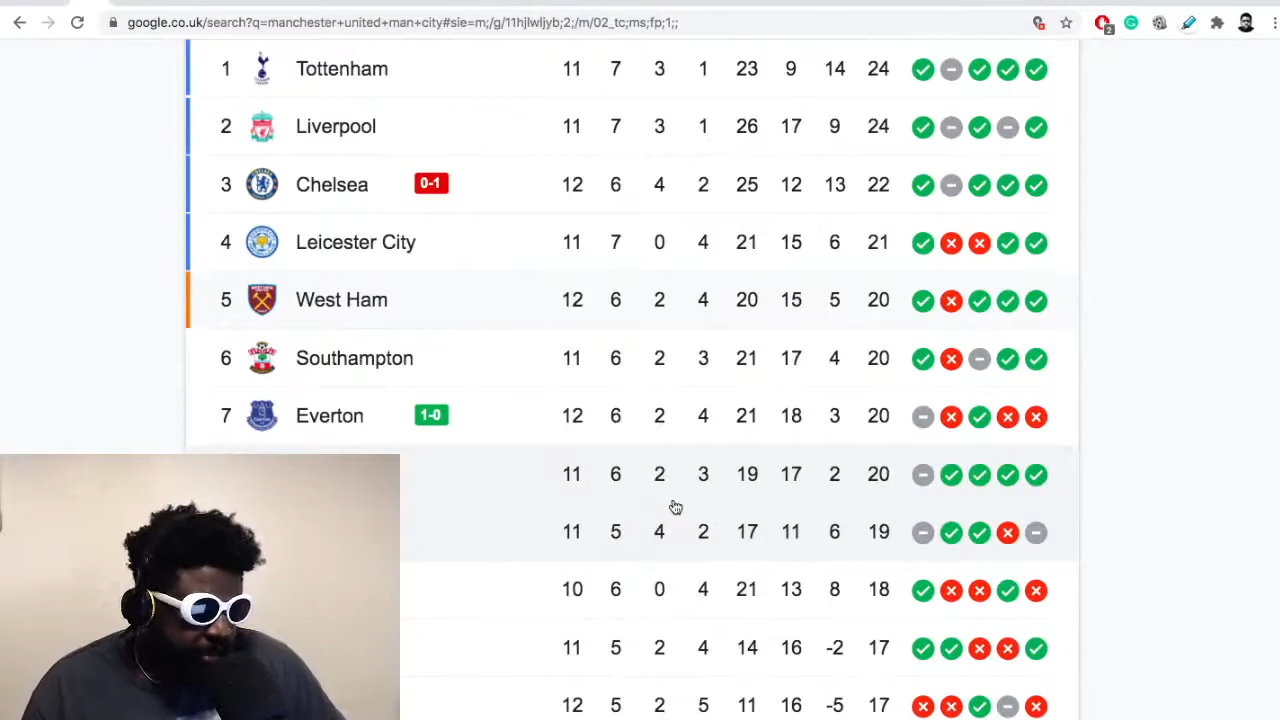 google.co.uk/search?q=manchester+united+man+city#sie=m;/g/11hjlwljyb;2;/m/02_tc;ms;fp;1;;
2
1 Tottenham 11 7 3 1 23 9 14 24
2 Liverpool 11 7 3 1 26 17 9 24
3 Chelsea 0-1 12 6 4 2 25 12 13 22
4 Leicester City 11 7 0 4 21 15 6 21
5 West Ham 12 6 2 4 20 15 5 20
6 Southampton 11 6 2 3 21 17 4 20
7 Everton 1-0 12 6 2 4 21 18 3 20
11 6 2 3 19 17 2 20
11 5 4 2 17 11 6 19
10 6 0 4 21 13 8 18
11 5 2 4 14 16 -2 17
12 5 2 5 11 16 -5 17